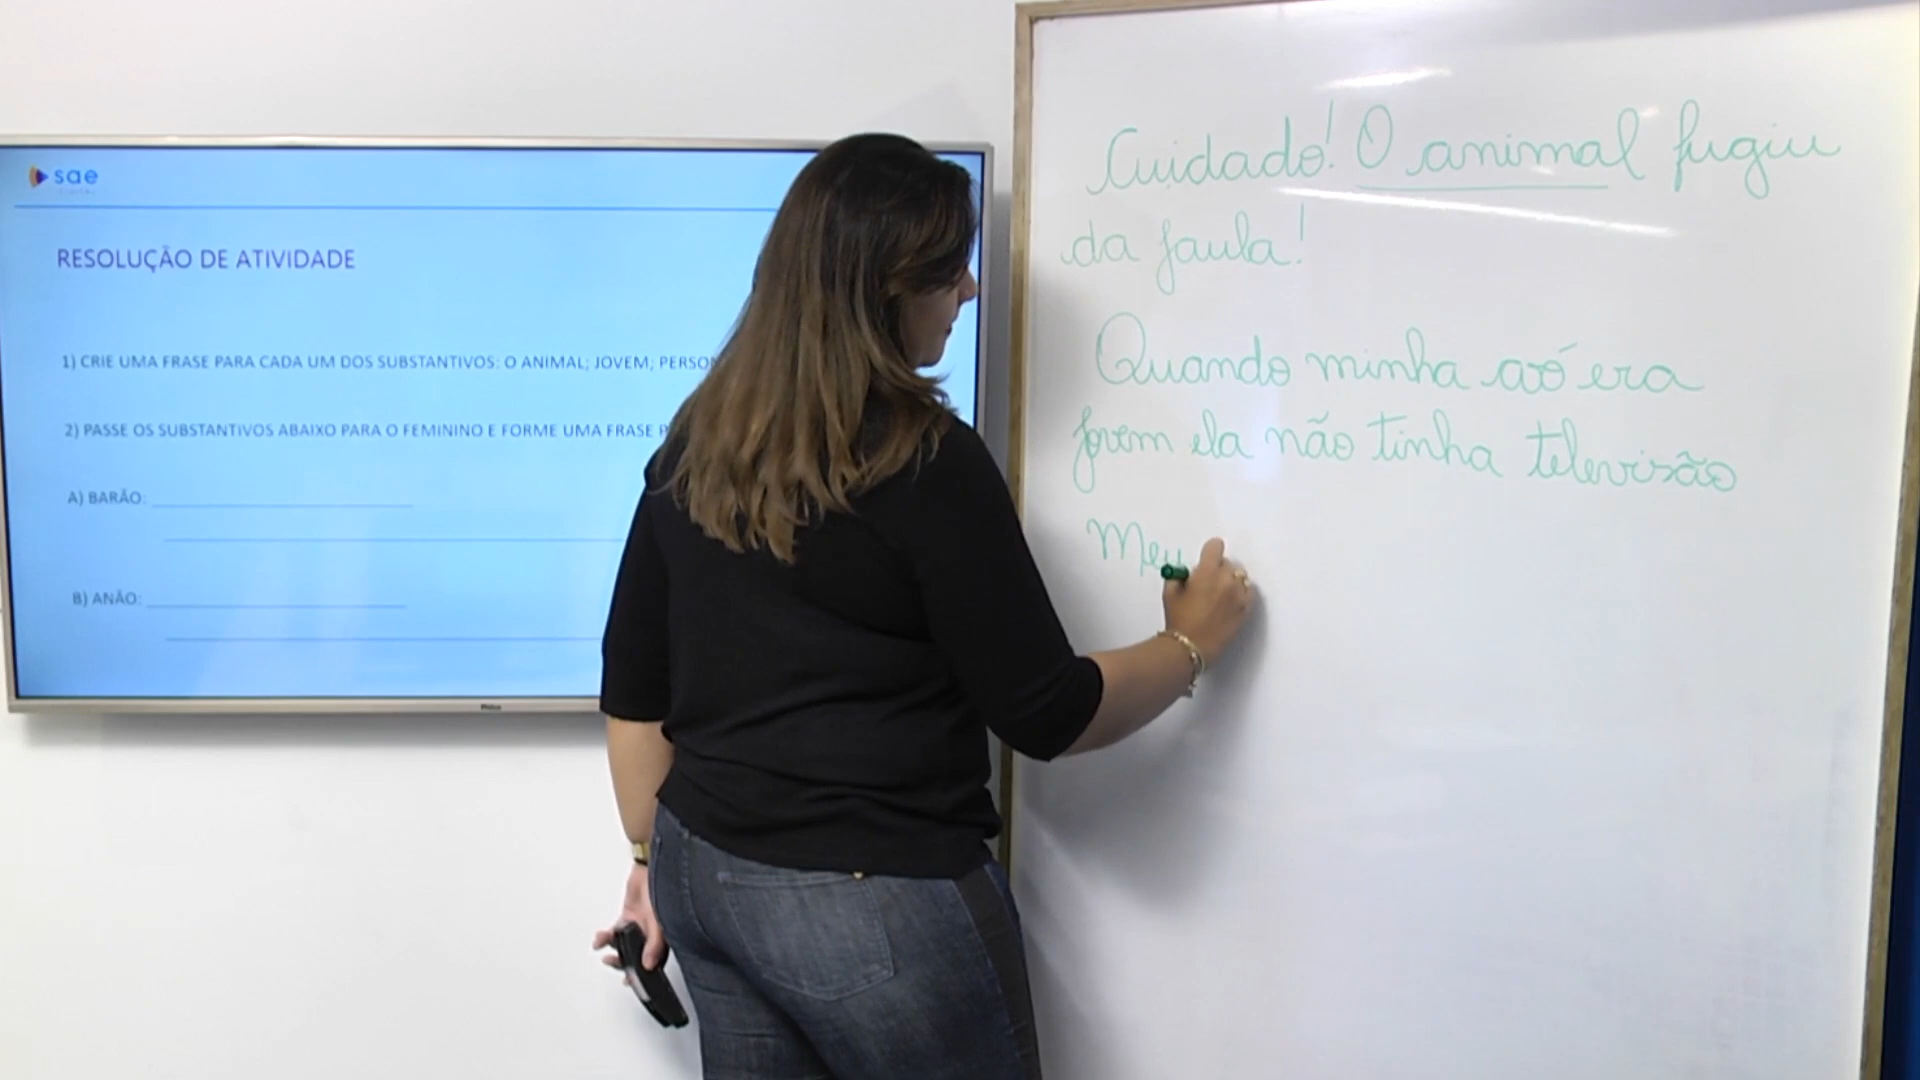 sae
RESOLUÇÃO DE ATIVIDADE
1) CRIE UMA FRASE PARA CADA UM DOS SUBSTANTIVOS: O ANIMAL; JOVEM; PERSON
2) PASSE OS SUBSTANTIVOS ABAIXO PARA O FEMININO E FORME UMA FRASE P
A) BARÃO:
B) ANÃO:
Cuidado! O animal fugiu
da jaula!
Quando minha avó era
jovem ela não tinha televisão
Meu